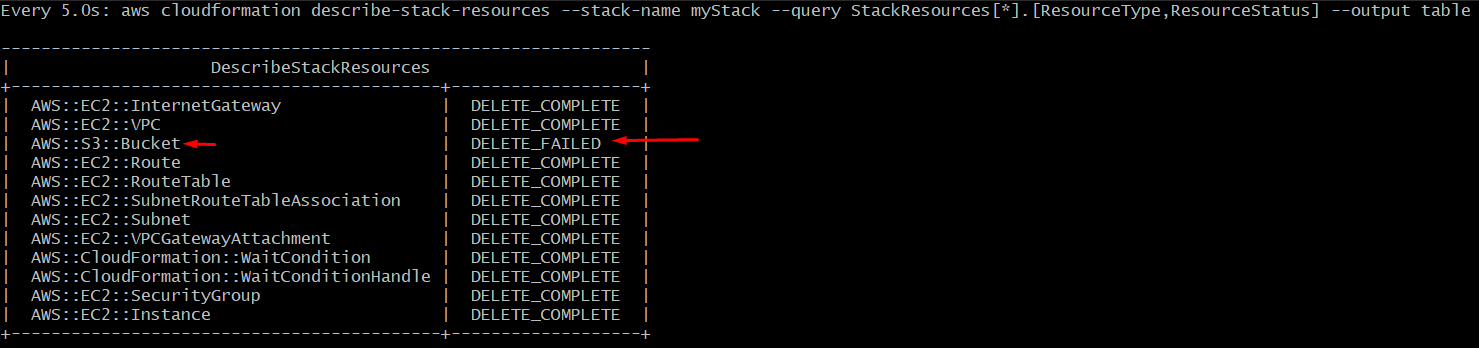 Every 5.0s: aws cloudformation describe-stack-resources --stack-name myStack --query StackResources[*].[ResourceType,ResourceStatus] --output table
-----------------------------------------------------------------
|                    DescribeStackResources                     |
+-------------------------------------------+-------------------+
|  AWS::EC2::InternetGateway                |  DELETE_COMPLETE  |
|  AWS::EC2::VPC                            |  DELETE_COMPLETE  |
|  AWS::S3::Bucket                          |  DELETE_FAILED    |
|  AWS::EC2::Route                          |  DELETE_COMPLETE  |
|  AWS::EC2::RouteTable                     |  DELETE_COMPLETE  |
|  AWS::EC2::SubnetRouteTableAssociation    |  DELETE_COMPLETE  |
|  AWS::EC2::Subnet                         |  DELETE_COMPLETE  |
|  AWS::EC2::VPCGatewayAttachment           |  DELETE_COMPLETE  |
|  AWS::CloudFormation::WaitCondition       |  DELETE_COMPLETE  |
|  AWS::CloudFormation::WaitConditionHandle |  DELETE_COMPLETE  |
|  AWS::EC2::SecurityGroup                  |  DELETE_COMPLETE  |
|  AWS::EC2::Instance                       |  DELETE_COMPLETE  |
+-------------------------------------------+-------------------+